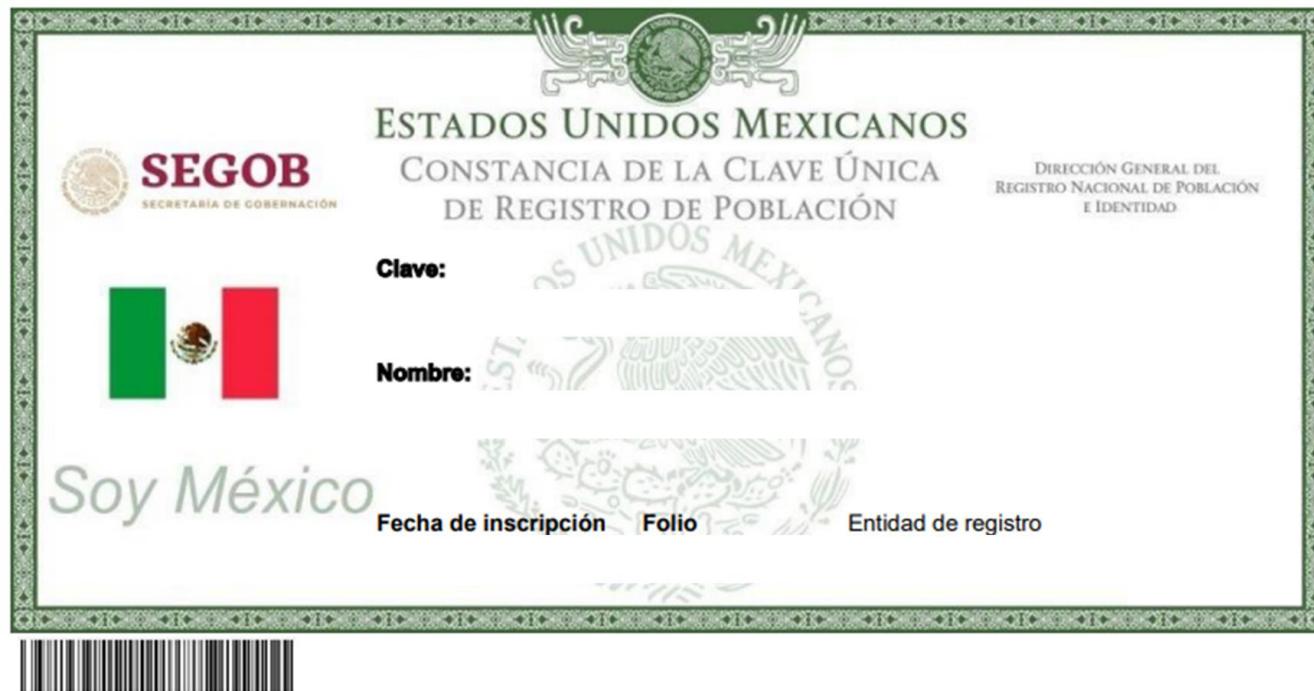 ESTADOS UNIDOS MEXICANOS
CONSTANCIA DE LA CLAVE ÚNICA
DE REGISTRO DE POBLACIÓN
SEGOB
SECRETARÍA DE GOBERNACIÓN
DIRECCIÓN GENERAL DEL
REGISTRO NACIONAL DE POBLACIÓN
E IDENTIDAD
Clave:
Nombre:
Soy México
Fecha de inscripción Folio Entidad de registro